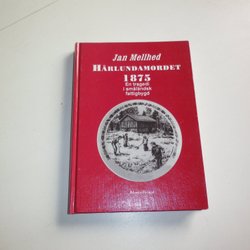 Jan Mellhed
HÄRLUNDAMORDET
1875
En tragedi
i småländsk
fattigbygd